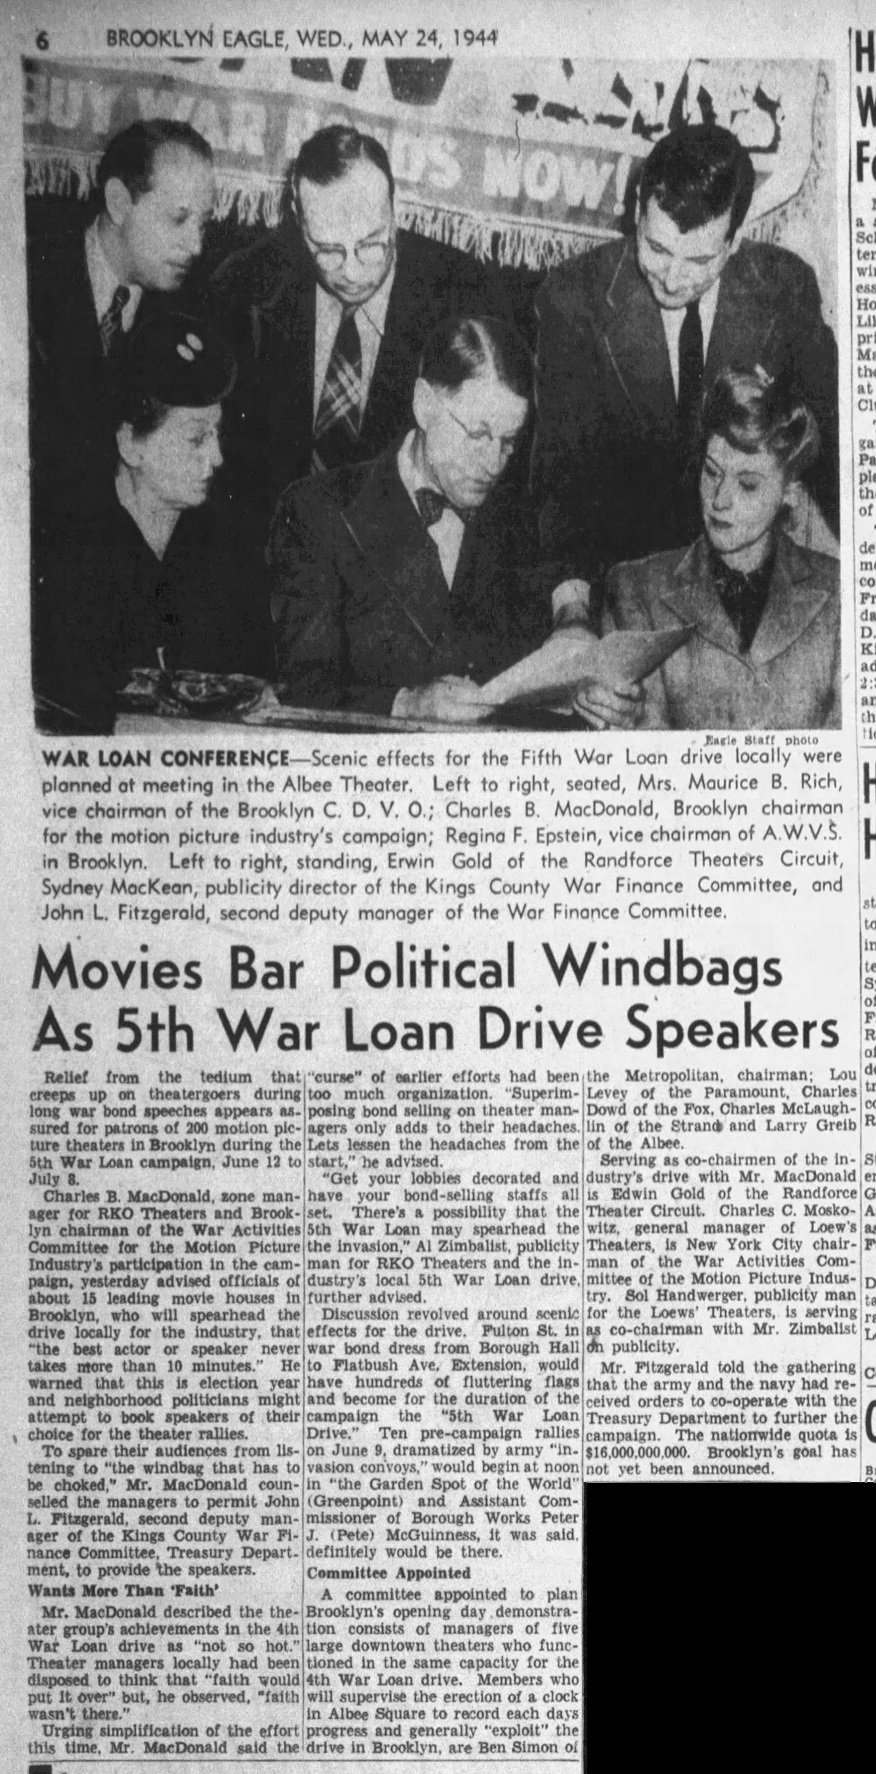 6 BROOKLYN EAGLE, WED., MAY 24, 1944
BUY WAR BONDS NOW!
Eagle Staff photo
WAR LOAN CONFERENCE—Scenic effects for the Fifth War Loan drive locally were
planned at meeting in the Albee Theater. Left to right, seated, Mrs. Maurice B. Rich,
vice chairman of the Brooklyn C. D. V. O.; Charles B. MacDonald, Brooklyn chairman
for the motion picture industry's campaign; Regina F. Epstein, vice chairman of A.W.V.S.
in Brooklyn. Left to right, standing, Erwin Gold of the Randforce Theaters Circuit,
Sydney MacKean, publicity director of the Kings County War Finance Committee, and
John L. Fitzgerald, second deputy manager of the War Finance Committee.
Movies Bar Political Windbags
As 5th War Loan Drive Speakers
Relief from the tedium that
creeps up on theatergoers during
long war bond speeches appears as-
sured for patrons of 200 motion pic-
ture theaters in Brooklyn during the
5th War Loan campaign, June 12 to
July 8.
Charles B. MacDonald, zone man-
ager for RKO Theaters and Brook-
lyn chairman of the War Activities
Committee for the Motion Picture
Industry's participation in the cam-
paign, yesterday advised officials of
about 15 leading movie houses in
Brooklyn, who will spearhead the
drive locally for the industry, that
"the best actor or speaker never
takes more than 10 minutes." He
warned that this is election year
and neighborhood politicians might
attempt to book speakers of their
choice for the theater rallies.
To spare their audiences from lis-
tening to "the windbag that has to
be choked," Mr. MacDonald coun-
selled the managers to permit John
L. Fitzgerald, second deputy man-
ager of the Kings County War Fi-
nance Committee, Treasury Depart-
ment, to provide the speakers.
Wants More Than 'Faith'
Mr. MacDonald described the the-
ater group's achievements in the 4th
War Loan drive as "not so hot."
Theater managers locally had been
disposed to think that "faith would
put it over" but, he observed, "faith
wasn't there."
Urging simplification of the effort
this time, Mr. MacDonald said the
"curse" of earlier efforts had been
too much organization. "Superim-
posing bond selling on theater man-
agers only adds to their headaches.
Lets lessen the headaches from the
start," he advised.
"Get your lobbies decorated and
have your bond-selling staffs all
set. There's a possibility that the
5th War Loan may spearhead the
the invasion," Al Zimbalist, publicity
man for RKO Theaters and the in-
dustry's local 5th War Loan drive,
further advised.
Discussion revolved around scenic
effects for the drive. Fulton St. in
war bond dress from Borough Hall
to Flatbush Ave. Extension, would
have hundreds of fluttering flags
and become for the duration of the
campaign the "5th War Loan
Drive." Ten pre-campaign rallies
on June 9, dramatized by army "in-
vasion convoys," would begin at noon
in "the Garden Spot of the World"
(Greenpoint) and Assistant Com-
missioner of Borough Works Peter
J. (Pete) McGuinness, it was said,
definitely would be there.
Committee Appointed
A committee appointed to plan
Brooklyn's opening day demonstra-
tion consists of managers of five
large downtown theaters who func-
tioned in the same capacity for the
4th War Loan drive. Members who
will supervise the erection of a clock
in Albee Square to record each days
progress and generally "exploit" the
drive in Brooklyn, are Ben Simon of
the Metropolitan, chairman; Lou
Levey of the Paramount, Charles
Dowd of the Fox, Charles McLaugh-
lin of the Strand and Larry Greib
of the Albee.
Serving as co-chairmen of the in-
dustry's drive with Mr. MacDonald
is Edwin Gold of the Randforce
Theater Circuit. Charles C. Mosko-
witz, general manager of Loew's
Theaters, is New York City chair-
man of the War Activities Com-
mittee of the Motion Picture Indus-
try. Sol Handwerger, publicity man
for the Loews' Theaters, is serving
as co-chairman with Mr. Zimbalist
on publicity.
Mr. Fitzgerald told the gathering
that the army and the navy had re-
ceived orders to co-operate with the
Treasury Department to further the
campaign. The nationwide quota is
$16,000,000,000. Brooklyn's goal has
not yet been announced.